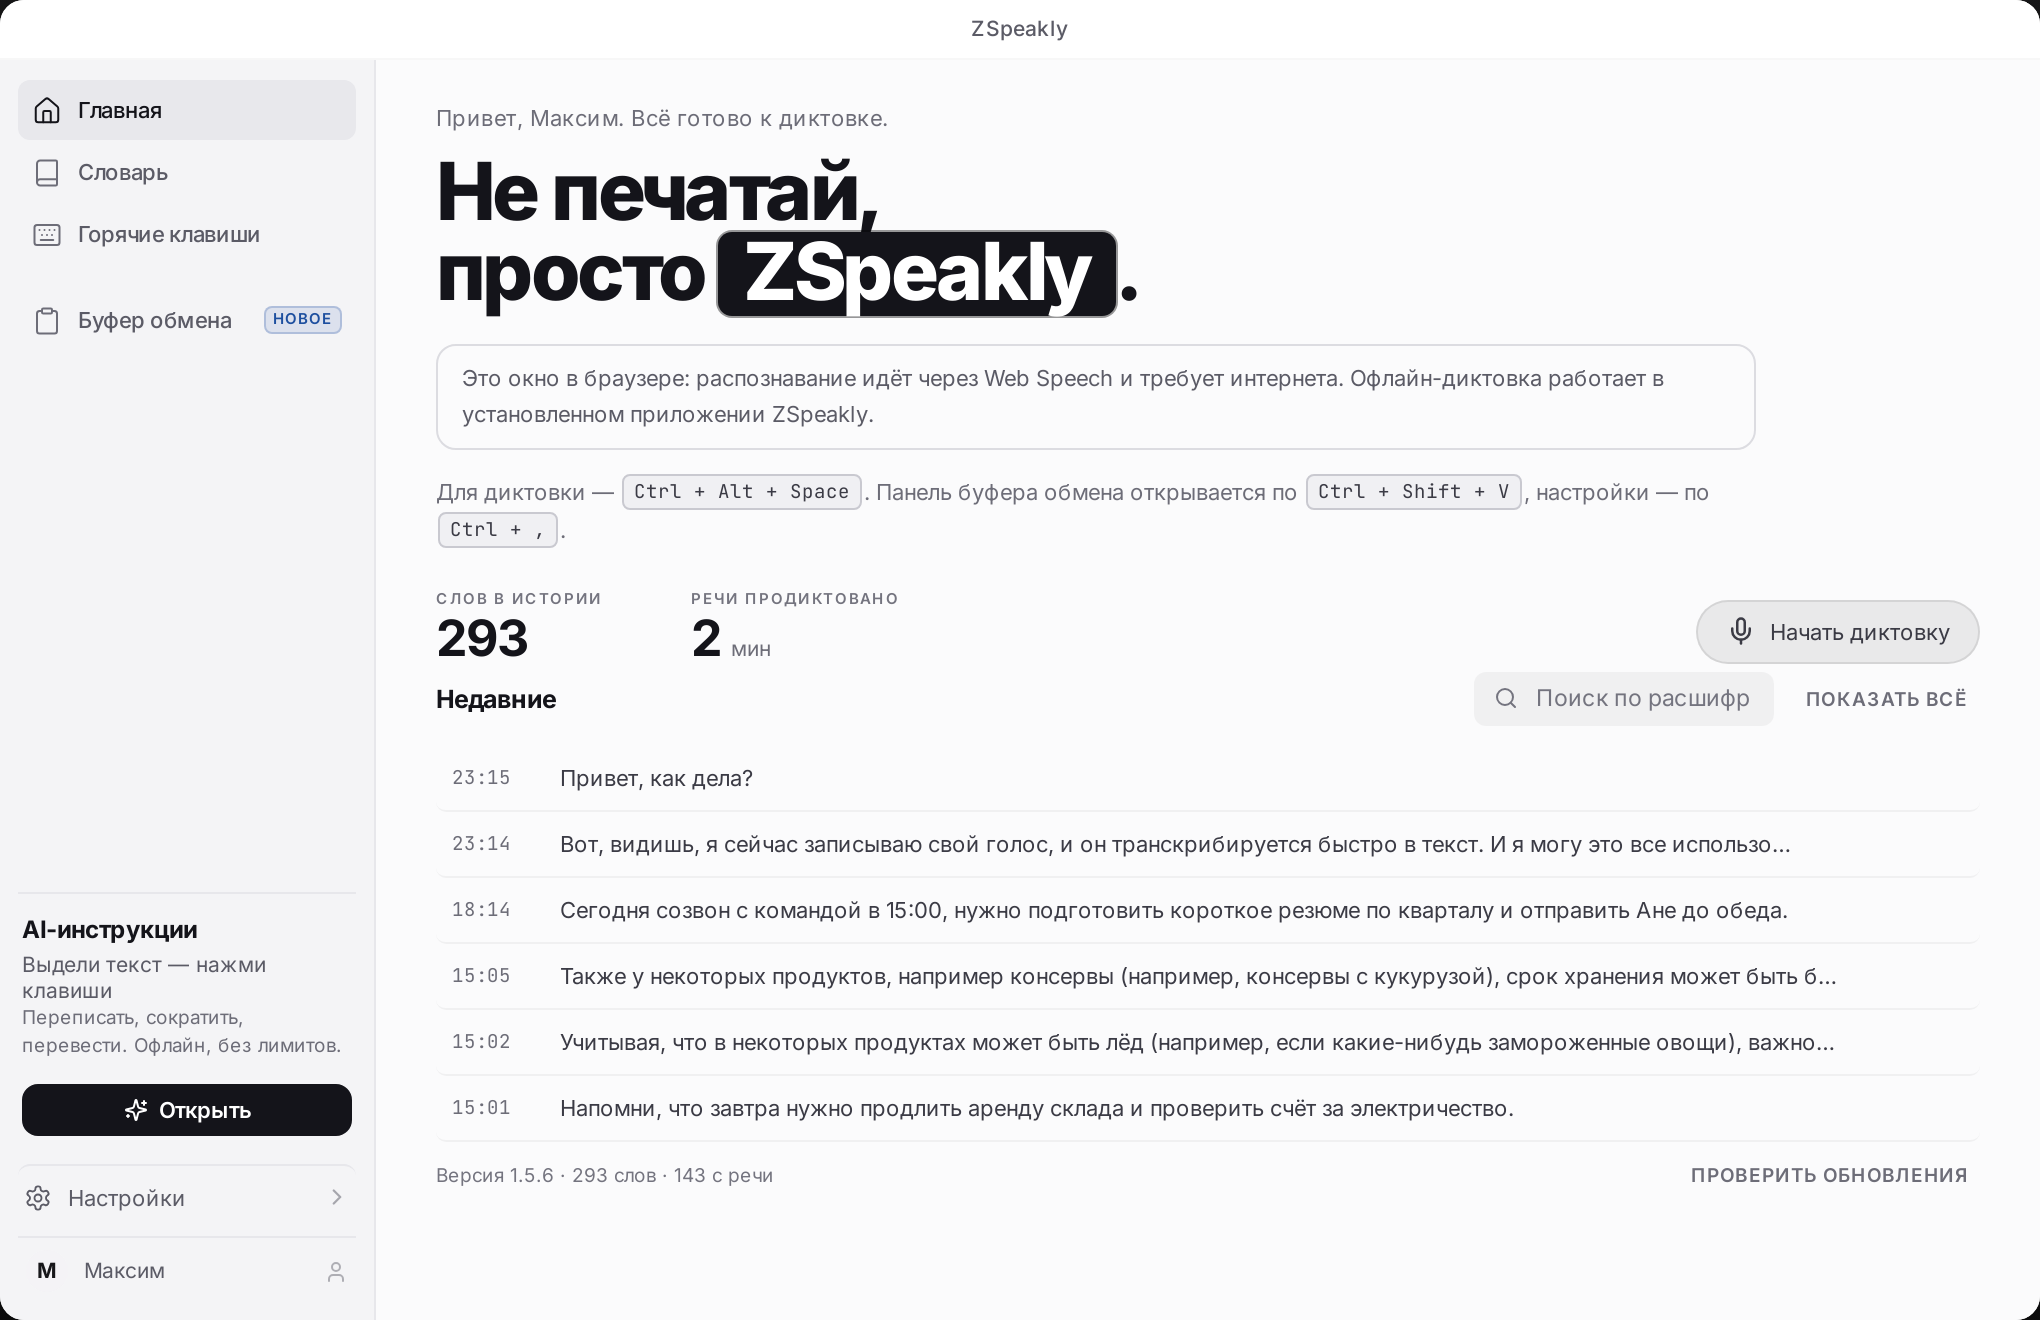 ZSpeakly
Главная
Словарь
Горячие клавиши
Буфер обмена НОВОЕ
AI-инструкции
Выдели текст — нажми
клавиши
Переписать, сократить,
перевести. Офлайн, без лимитов.
Открыть
Настройки
М Максим
Привет, Максим. Всё готово к диктовке.
Не печатай,
просто ZSpeakly.
Это окно в браузере: распознавание идёт через Web Speech и требует интернета. Офлайн-диктовка работает в
установленном приложении ZSpeakly.
Для диктовки — Ctrl + Alt + Space. Панель буфера обмена открывается по Ctrl + Shift + V, настройки — по
Ctrl + ,.
СЛОВ В ИСТОРИИ РЕЧИ ПРОДИКТОВАНО
293 2 мин
Начать диктовку
Недавние Поиск по расшифр ПОКАЗАТЬ ВСЁ
23:15 Привет, как дела?
23:14 Вот, видишь, я сейчас записываю свой голос, и он транскрибируется быстро в текст. И я могу это все использо...
18:14 Сегодня созвон с командой в 15:00, нужно подготовить короткое резюме по кварталу и отправить Ане до обеда.
15:05 Также у некоторых продуктов, например консервы (например, консервы с кукурузой), срок хранения может быть б...
15:02 Учитывая, что в некоторых продуктах может быть лёд (например, если какие-нибудь замороженные овощи), важно...
15:01 Напомни, что завтра нужно продлить аренду склада и проверить счёт за электричество.
Версия 1.5.6 · 293 слов · 143 с речи ПРОВЕРИТЬ ОБНОВЛЕНИЯ